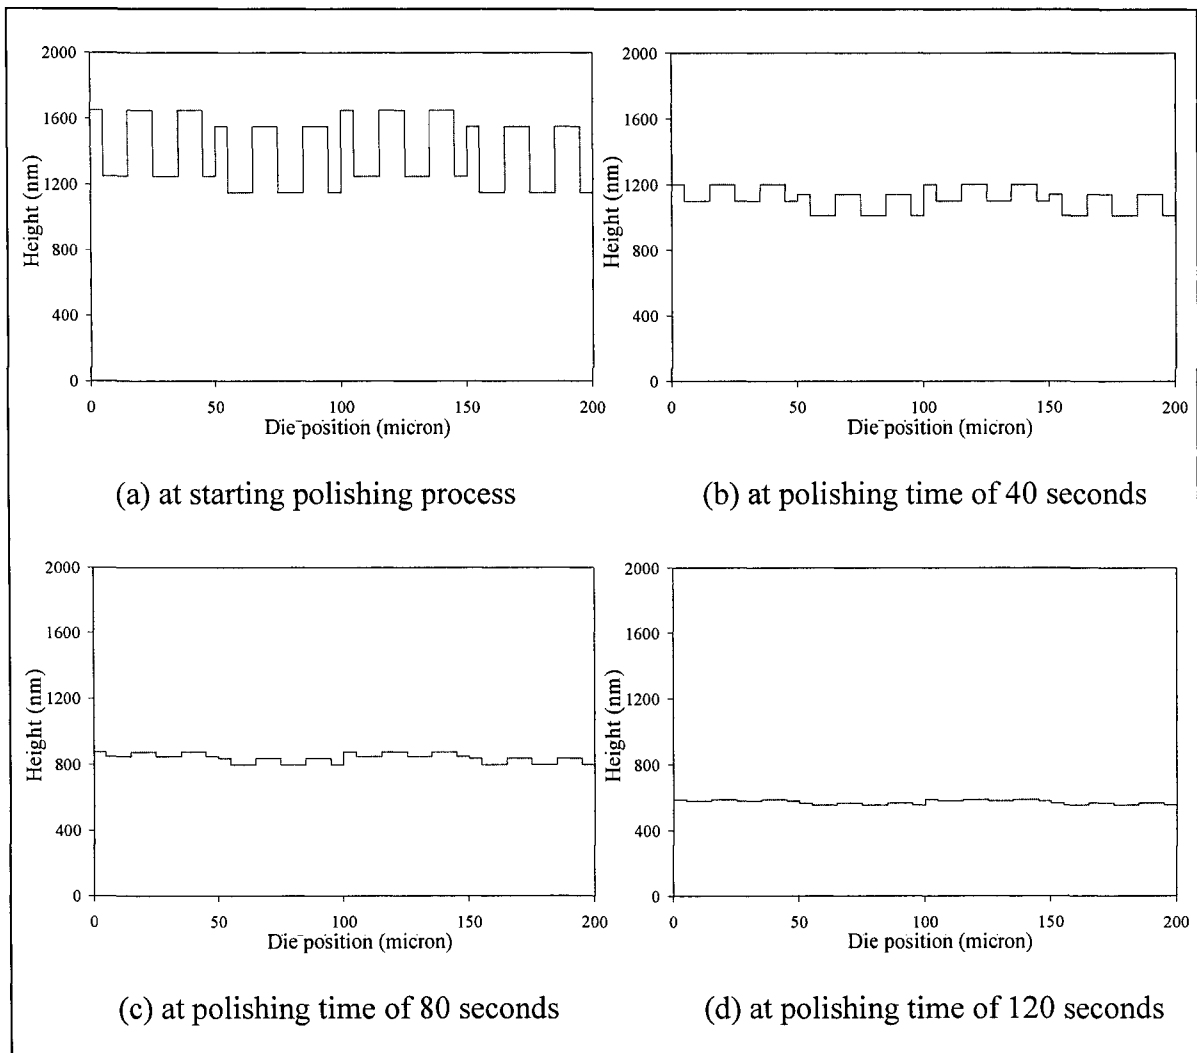 2000
1600
1200
800
400
0
Height (nm)
0 50 100 150 200
Die position (micron)
(a) at starting polishing process
2000
1600
1200
800
400
0
Height (nm)
0 50 100 150 200
Die position (micron)
(b) at polishing time of 40 seconds
2000
1600
1200
800
400
0
Height (nm)
0 50 100 150 200
Die position (micron)
(c) at polishing time of 80 seconds
2000
1600
1200
800
400
0
Height (nm)
0 50 100 150 200
Die position (micron)
(d) at polishing time of 120 seconds